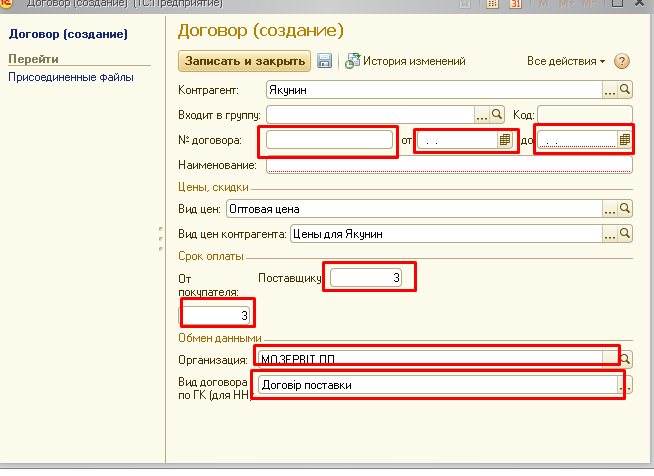 Договор (создание) (1С:Предприятие)
Договор (создание)
Перейти
Присоединенные файлы
Договор (создание)
Записать и закрыть
История изменений
Все действия
?
Контрагент: Якунин
Входит в группу: Код:
№ договора: от . . до . .
Наименование:
Цены, скидки
Вид цен: Оптовая цена
Вид цен контрагента: Цены для Якунин
Срок оплаты
От покупателя: 3
Поставщику 3
Обмен данными
Организация: МОЗЕРВІТ ПП
Вид договора
по ГК (для НН): Договір поставки